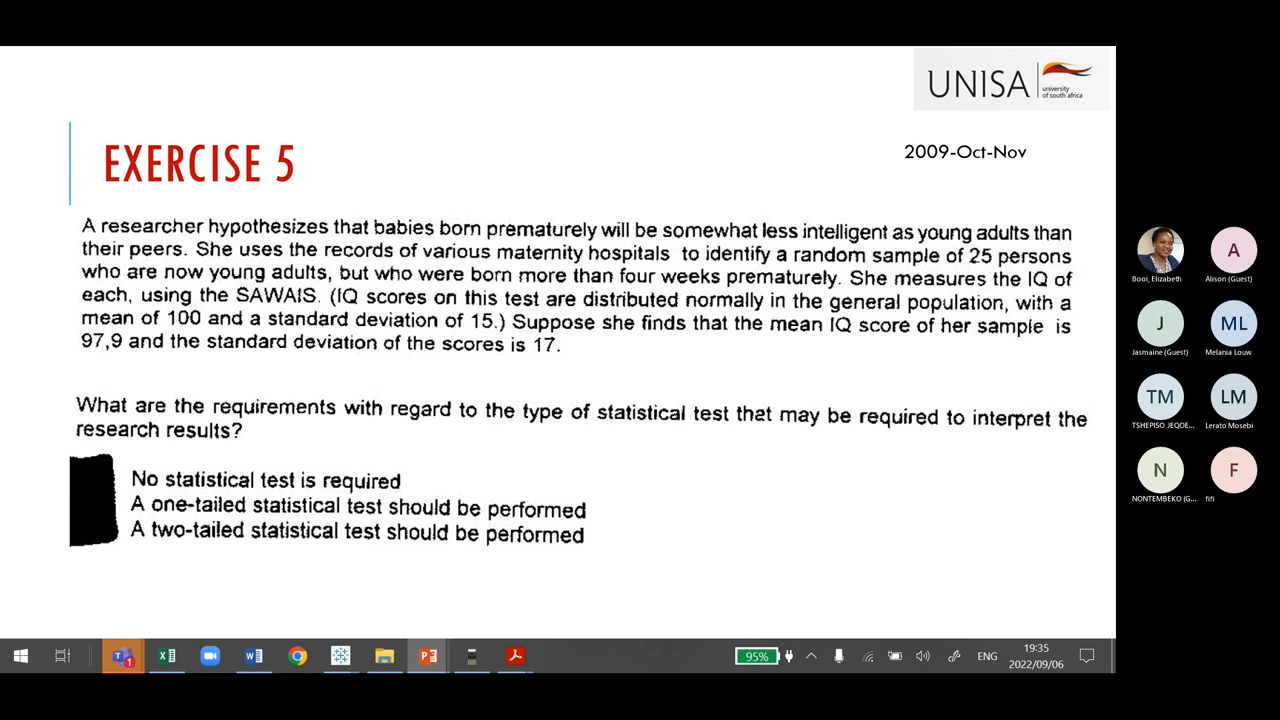 UNISA
university
of south africa
EXERCISE 5
2009-Oct-Nov
A researcher hypothesizes that babies born prematurely will be somewhat less intelligent as young adults than
their peers. She uses the records of various maternity hospitals to identify a random sample of 25 persons
who are now young adults, but who were born more than four weeks prematurely. She measures the IQ of
each, using the SAWAIS. (IQ scores on this test are distributed normally in the general population, with a
mean of 100 and a standard deviation of 15.) Suppose she finds that the mean IQ score of her sample is
97,9 and the standard deviation of the scores is 17.
What are the requirements with regard to the type of statistical test that may be required to interpret the
research results?
No statistical test is required
A one-tailed statistical test should be performed
A two-tailed statistical test should be performed
A
Booi, Elizabeth
Alison (Guest)
J
ML
Jasmaine (Guest)
Melania Louw
TM
LM
TSHEPISO JEQOE...
Lerato Mosebi
N
F
NONTEMBEKO (G...
fifi
1
95%
ENG
19:35
2022/09/06